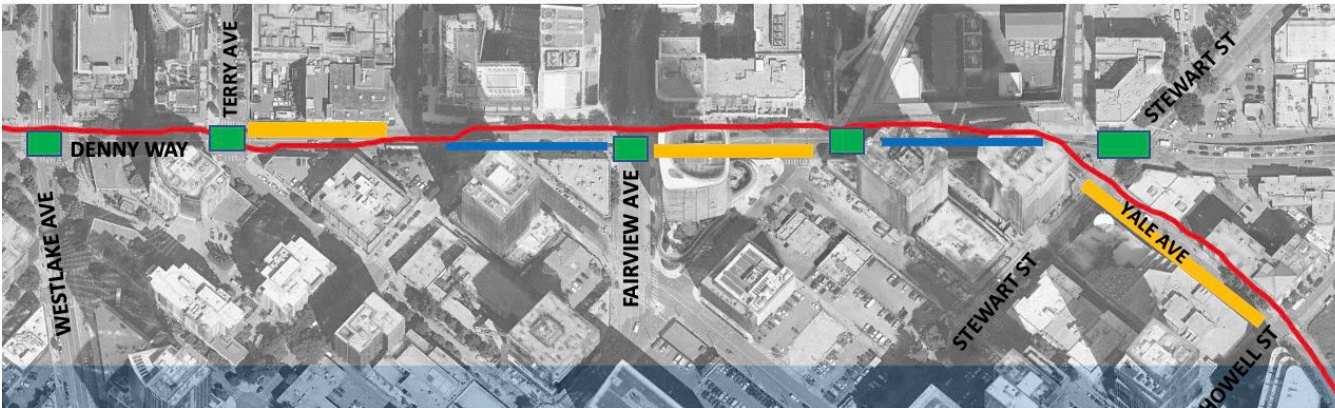 TERRY AVE
STEWART ST
DENNY WAY
WESTLAKE AVE
FAIRVIEW AVE
YALE AVE
STEWART ST
HOWELL ST